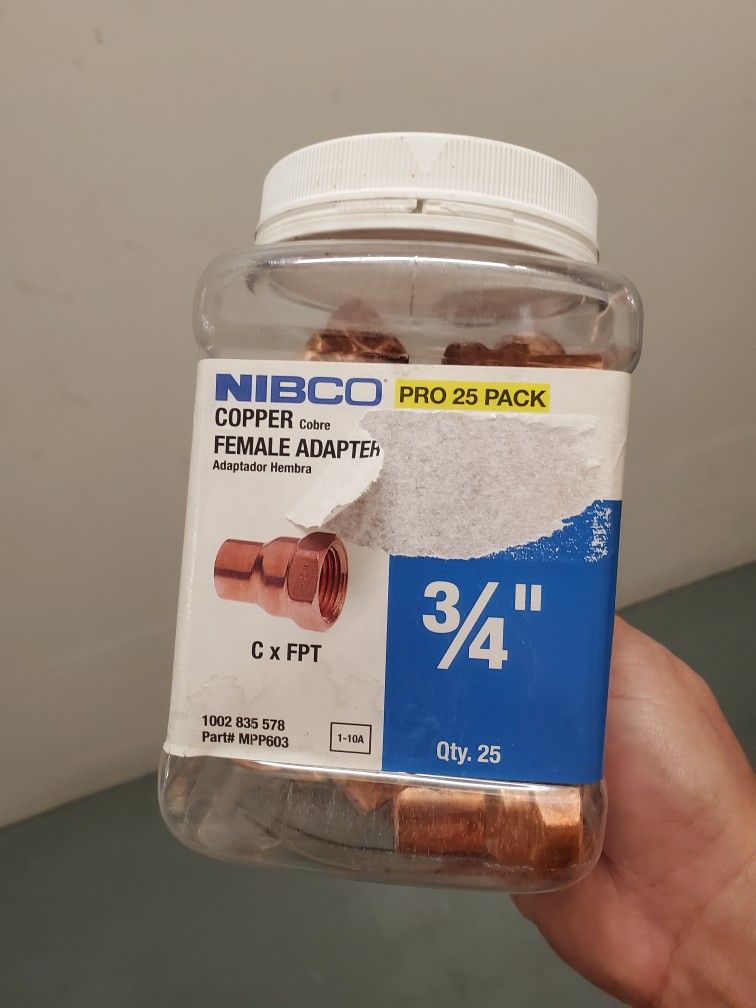 NIBCO® PRO 25 PACK
COPPER Cobre
FEMALE ADAPTER
Adaptador Hembra
C x FPT
3/4"
1002 835 578
Part# MPP603
1-10A
Qty. 25